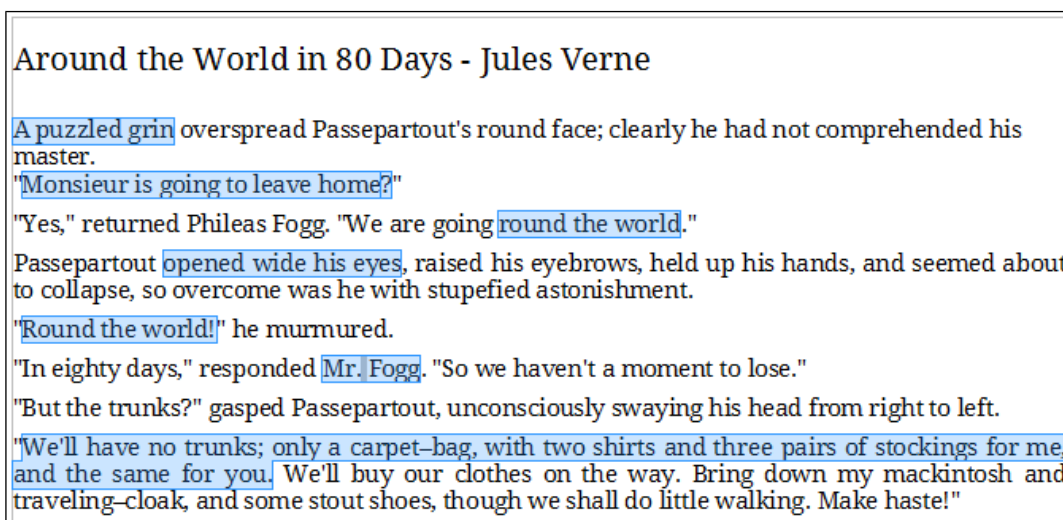 Around the World in 80 Days - Jules Verne
A puzzled grin overspread Passepartout's round face; clearly he had not comprehended his
master.
"Monsieur is going to leave home?"
"Yes," returned Phileas Fogg. "We are going round the world."
Passepartout opened wide his eyes, raised his eyebrows, held up his hands, and seemed about
to collapse, so overcome was he with stupefied astonishment.
"Round the world!" he murmured.
"In eighty days," responded Mr. Fogg. "So we haven't a moment to lose."
"But the trunks?" gasped Passepartout, unconsciously swaying his head from right to left.
"We'll have no trunks; only a carpet–bag, with two shirts and three pairs of stockings for me,
and the same for you. We'll buy our clothes on the way. Bring down my mackintosh and
traveling–cloak, and some stout shoes, though we shall do little walking. Make haste!"